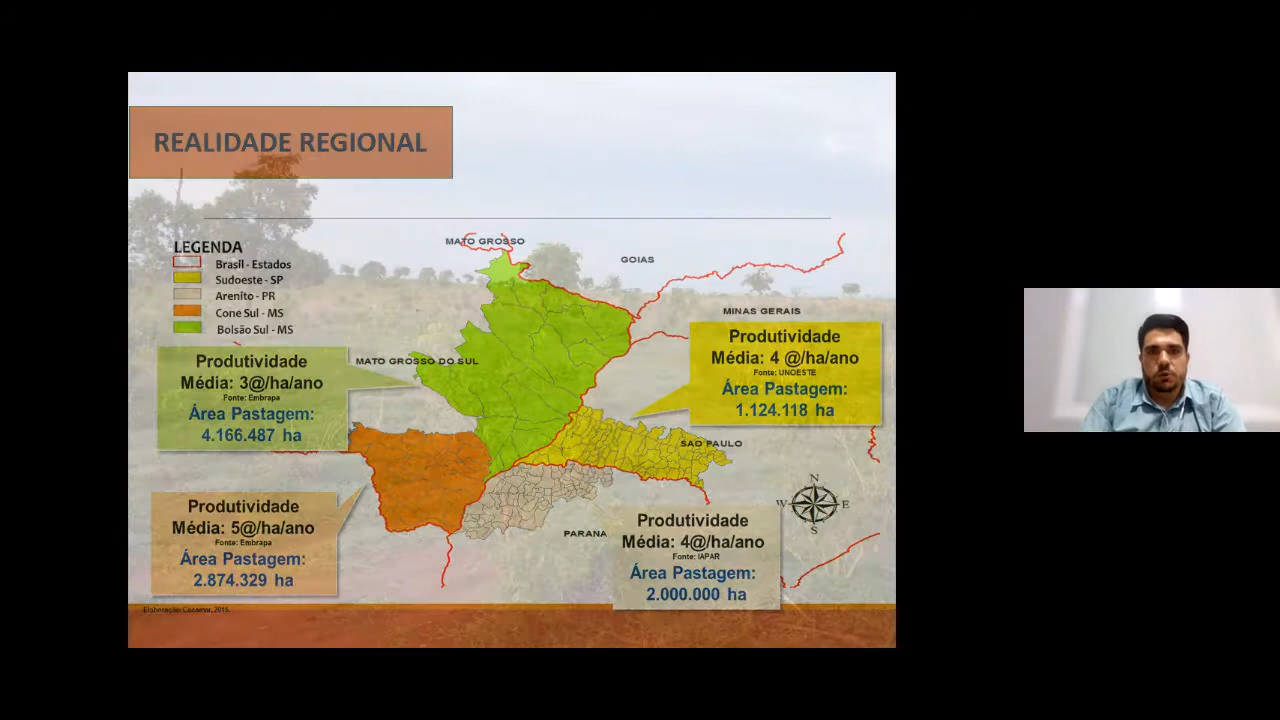 REALIDADE REGIONAL
LEGENDA
Brasil - Estados
Sudoeste - SP
Arenito - PR
Cone Sul - MS
Bolsão Sul - MS
MATO GROSSO
GOIAS
MINAS GERAIS
MATO GROSSO DO SUL
SAO PAULO
PARANA
Produtividade
Média: 3@/ha/ano
Fonte: Embrapa
Área Pastagem:
4.166.487 ha
Produtividade
Média: 4 @/ha/ano
Fonte: UNOESTE
Área Pastagem:
1.124.118 ha
Produtividade
Média: 5@/ha/ano
Fonte: Embrapa
Área Pastagem:
2.874.329 ha
Produtividade
Média: 4@/ha/ano
Fonte: IAPAR
Área Pastagem:
2.000.000 ha
N
W E
S
Elaboração: Cocamar, 2015.